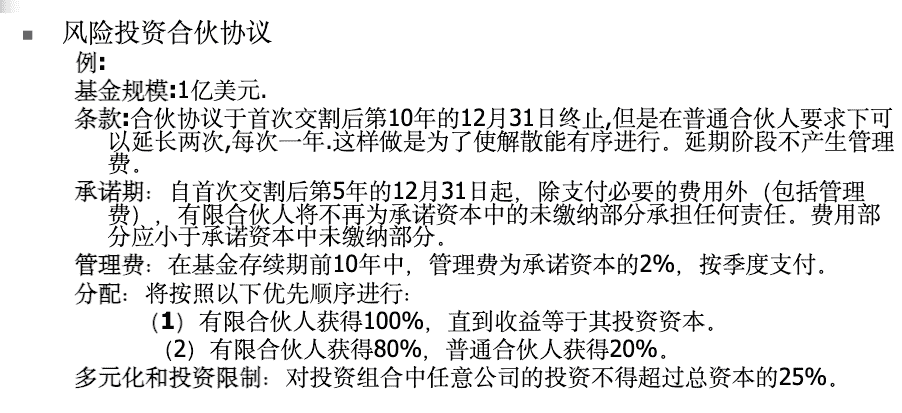 风险投资合伙协议
例:
基金规模:1亿美元.
条款:合伙协议于首次交割后第10年的12月31日终止,但是在普通合伙人要求下可
以延长两次,每次一年.这样做是为了使解散能有序进行。延期阶段不产生管理
费。
承诺期：自首次交割后第5年的12月31日起，除支付必要的费用外（包括管理
费），有限合伙人将不再为承诺资本中的未缴纳部分承担任何责任。费用部
分应小于承诺资本中未缴纳部分。
管理费：在基金存续期前10年中，管理费为承诺资本的2%，按季度支付。
分配：将按照以下优先顺序进行：
（1）有限合伙人获得100%，直到收益等于其投资资本。
（2）有限合伙人获得80%，普通合伙人获得20%。
多元化和投资限制：对投资组合中任意公司的投资不得超过总资本的25%。